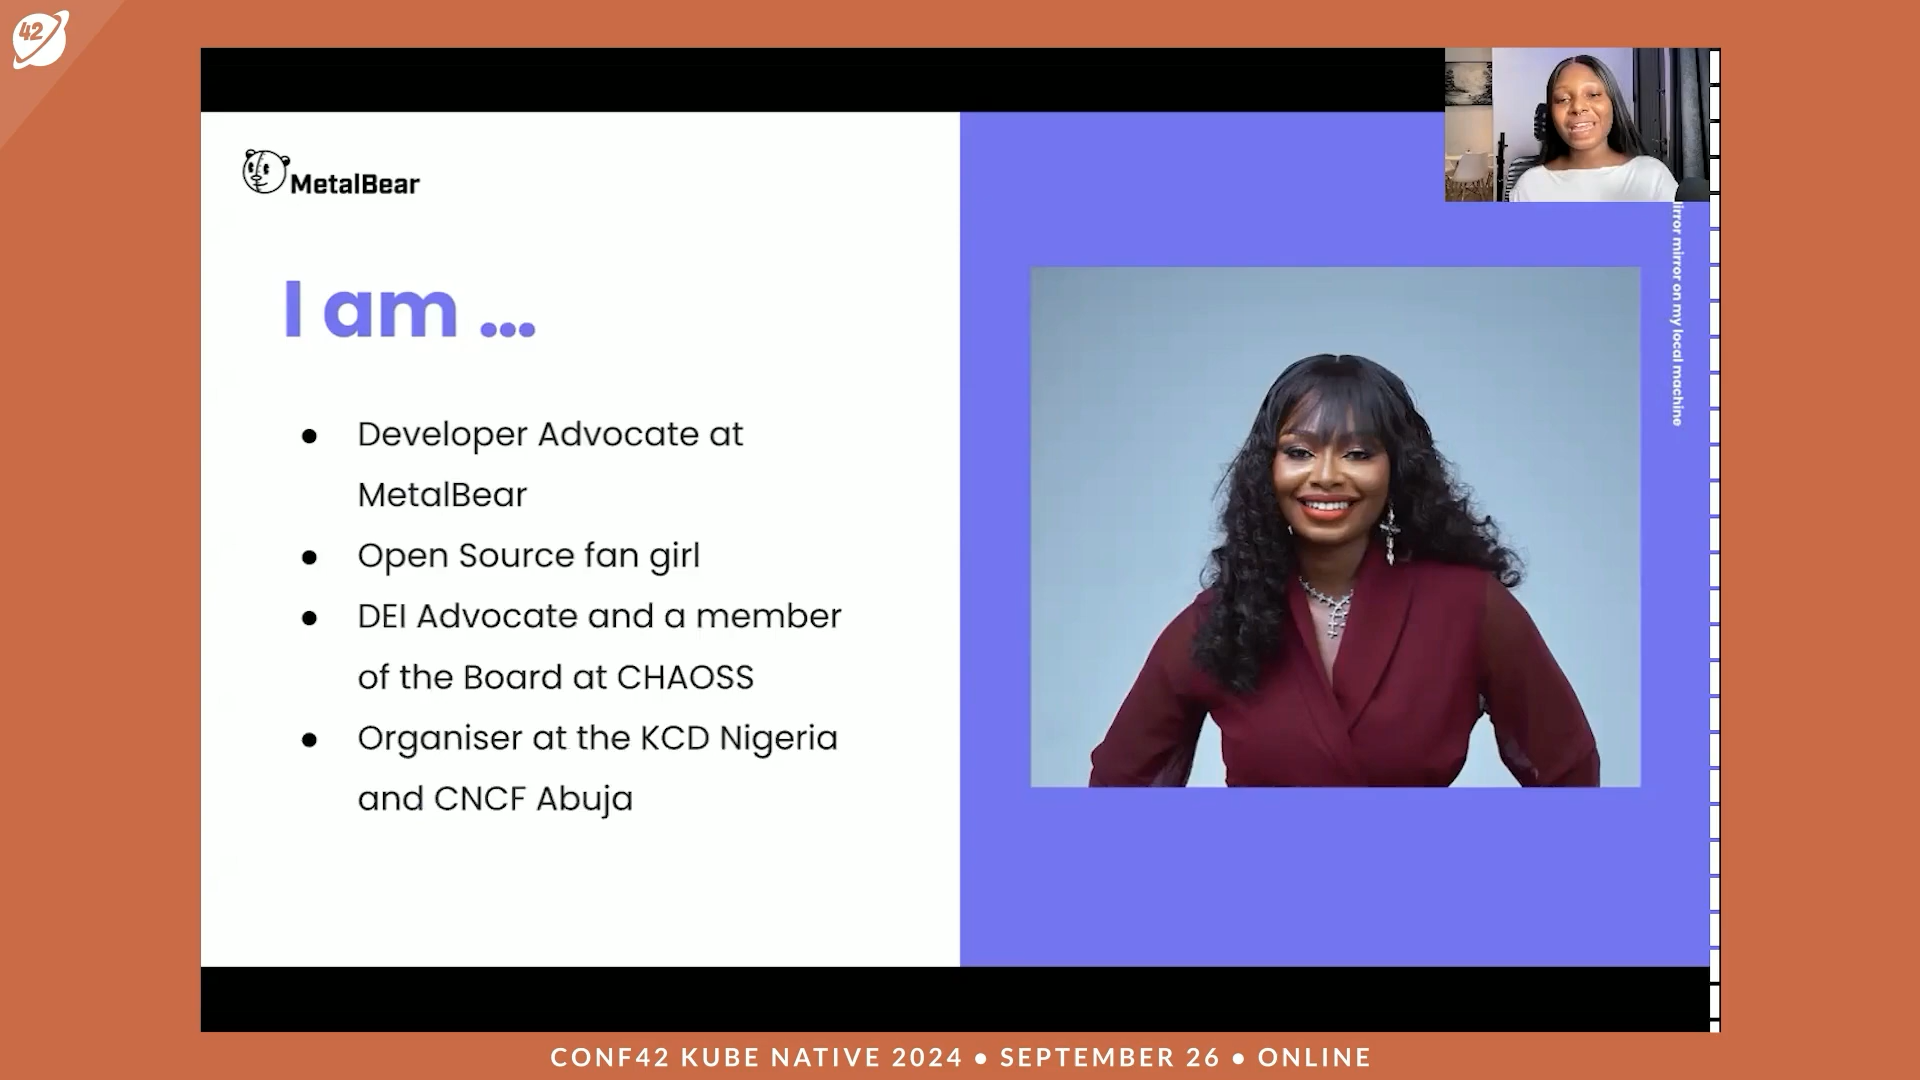 42
MetalBear
I am ...
● Developer Advocate at
MetalBear
● Open Source fan girl
● DEI Advocate and a member
of the Board at CHAOSS
● Organiser at the KCD Nigeria
and CNCF Abuja
mirror on my local machine
CONF42 KUBE NATIVE 2024 ● SEPTEMBER 26 ● ONLINE